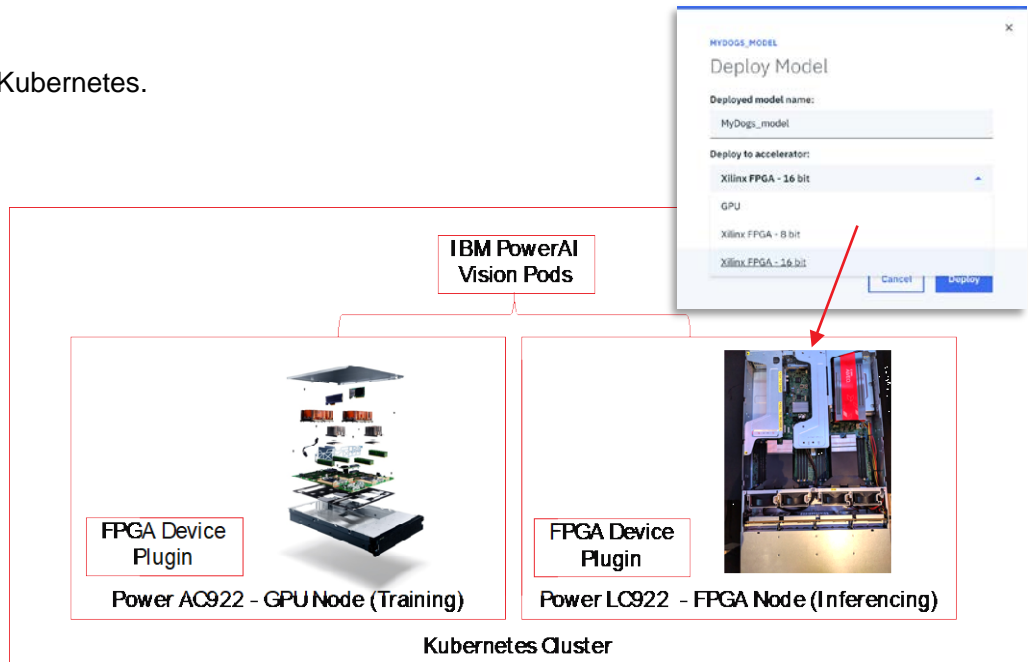 Kubernetes.
MYDOGS_MODEL
Deploy Model
Deployed model name:
MyDogs_model
Deploy to accelerator:
Xilinx FPGA - 16 bit
GPU
Xilinx FPGA - 8 bit
Xilinx FPGA - 16 bit
Cancel
Deploy
IBM PowerAI
Vision Pods
FPGA Device
Plugin
Power AC922 - GPU Node (Training)
FPGA Device
Plugin
Power LC922 - FPGA Node (Inferencing)
Kubernetes Cluster